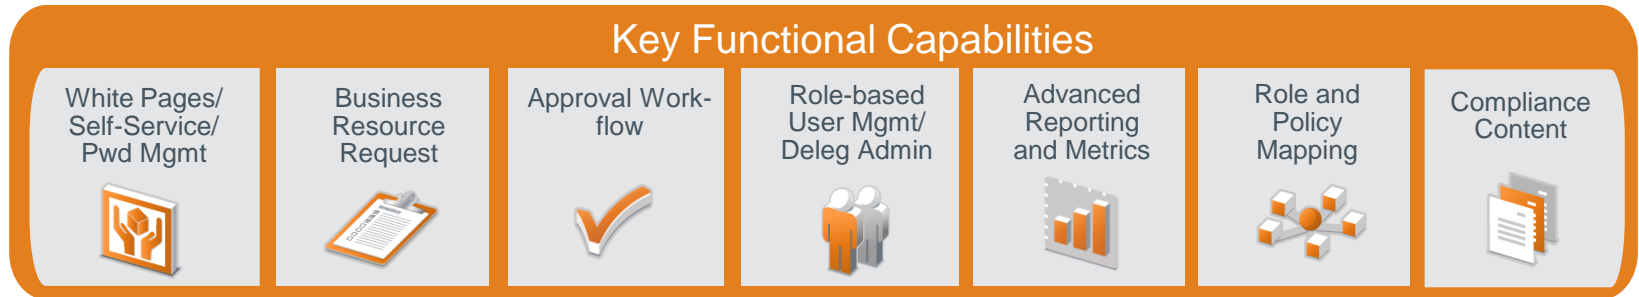 Key Functional Capabilities
White Pages/
Self-Service/
Pwd Mgmt
Business
Resource
Request
Approval Work-
flow
Role-based
User Mgmt/
Deleg Admin
Advanced
Reporting
and Metrics
Role and
Policy
Mapping
Compliance
Content
Inventory